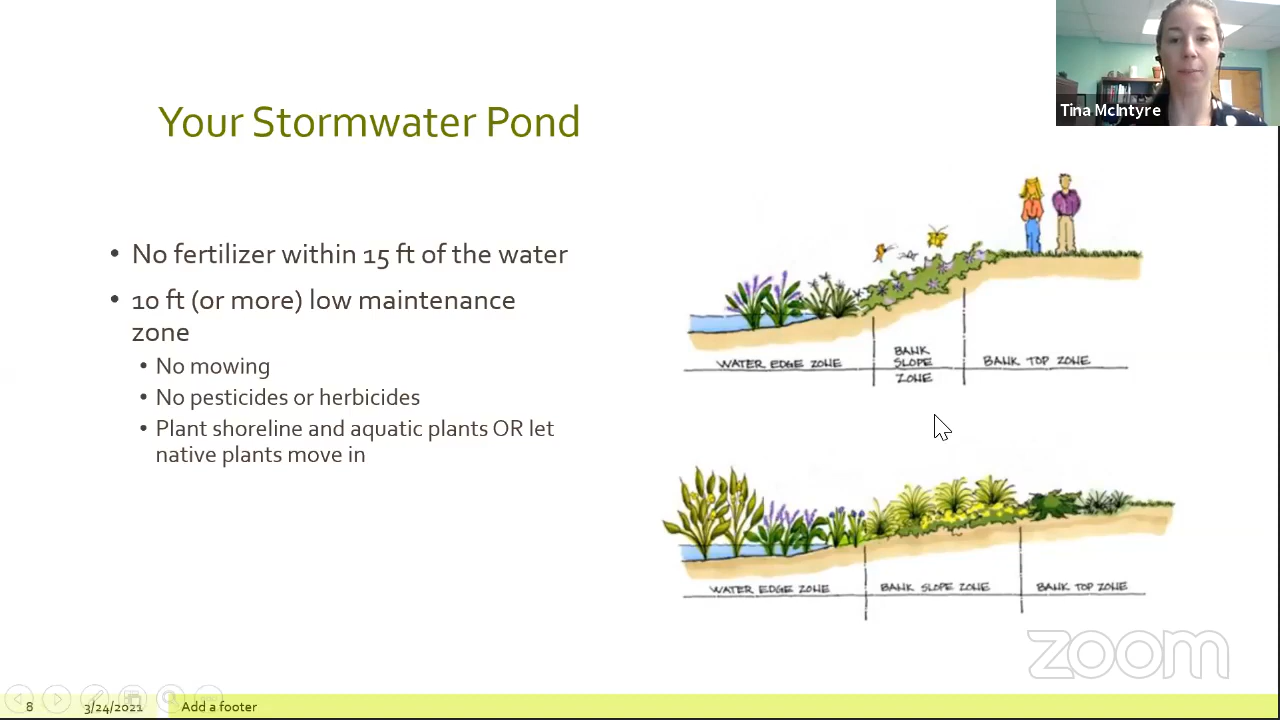 Tina McIntyre
Your Stormwater Pond
• No fertilizer within 15 ft of the water
• 10 ft (or more) low maintenance
zone
• No mowing
• No pesticides or herbicides
• Plant shoreline and aquatic plants OR let
native plants move in
WATER EDGE ZONE
BANK
SLOPE
ZONE
BANK TOP ZONE
WATER EDGE ZONE
BANK SLOPE ZONE
BANK TOP ZONE
zoom
8
3/24/2021
Add a footer